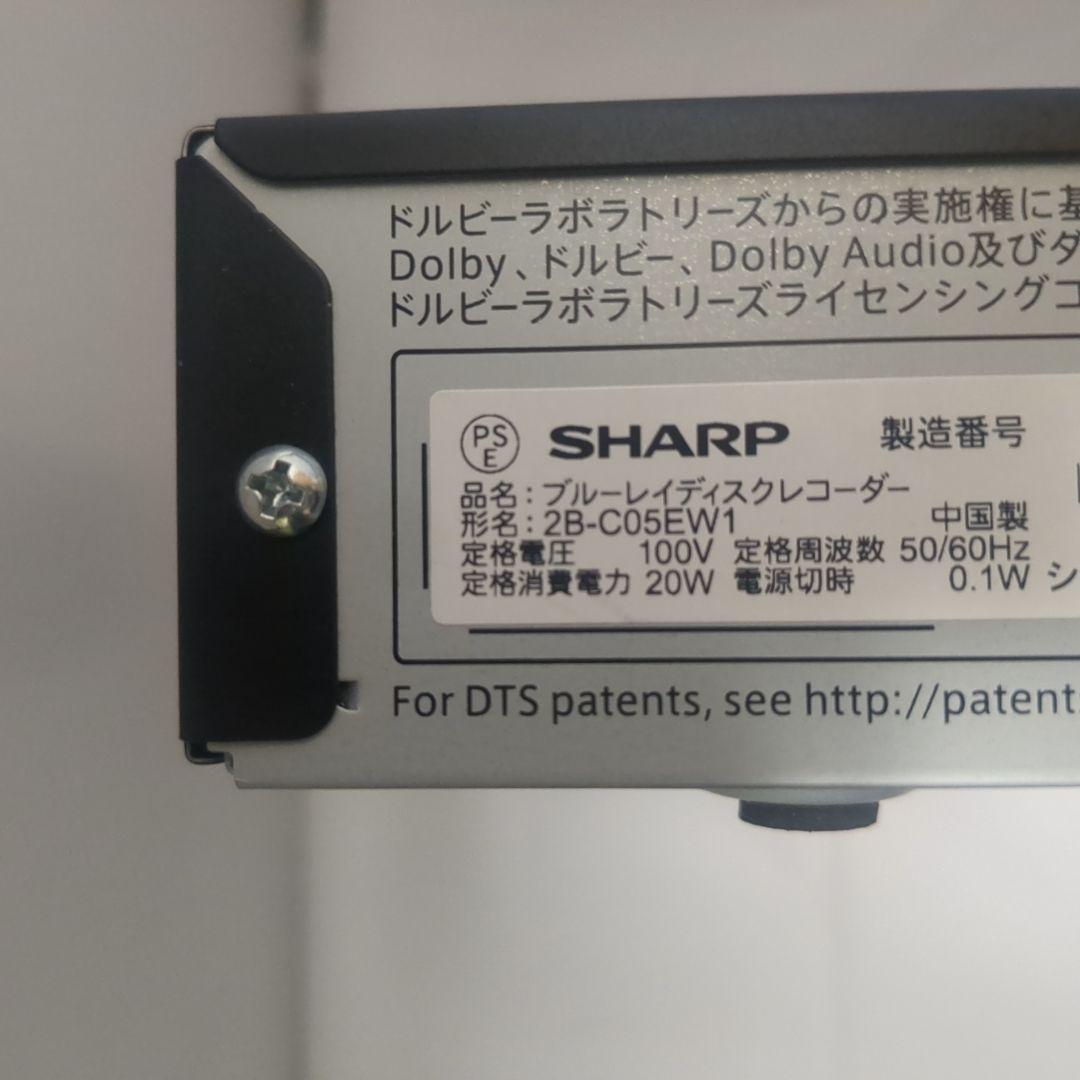 ドルビーラボラトリーズからの実施権に基
Dolby、ドルビー、Dolby Audio及びダ
ドルビーラボラトリーズライセンシングコ
PS
E
SHARP 製造番号
品名：ブルーレイディスクレコーダー
形名：2B-C05EW1 中国製
定格電圧 100V 定格周波数 50/60Hz
定格消費電力 20W 電源切時 0.1W シ
For DTS patents, see http://patent